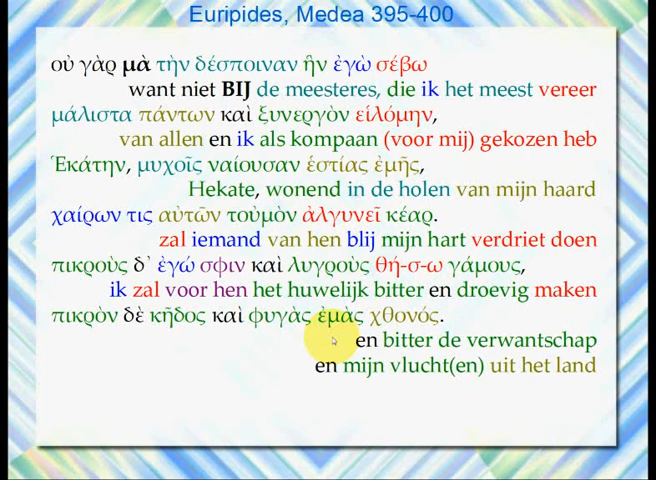 Euripides, Medea 395-400
οὐ γὰρ μὰ τὴν δέσποιναν ἣν ἐγὼ σέβω
want niet BIJ de meesteres, die ik het meest vereer
μάλιστα πάντων καὶ ξυνεργὸν εἱλόμην,
van allen en ik als kompaan (voor mij) gekozen heb
Ἑκάτην, μυχοῖς ναίουσαν ἑστίας ἐμῆς,
Hekate, wonend in de holen van mijn haard
χαίρων τις αὐτῶν τοὐμὸν ἀλγυνεῖ κέαρ.
zal iemand van hen blij mijn hart verdriet doen
πικροὺς δ᾽ ἐγώ σφιν καὶ λυγροὺς θή-σ-ω γάμους,
ik zal voor hen het huwelijk bitter en droevig maken
πικρὸν δὲ κῆδος καὶ φυγὰς ἐμὰς χθονός.
en bitter de verwantschap
en mijn vlucht(en) uit het land